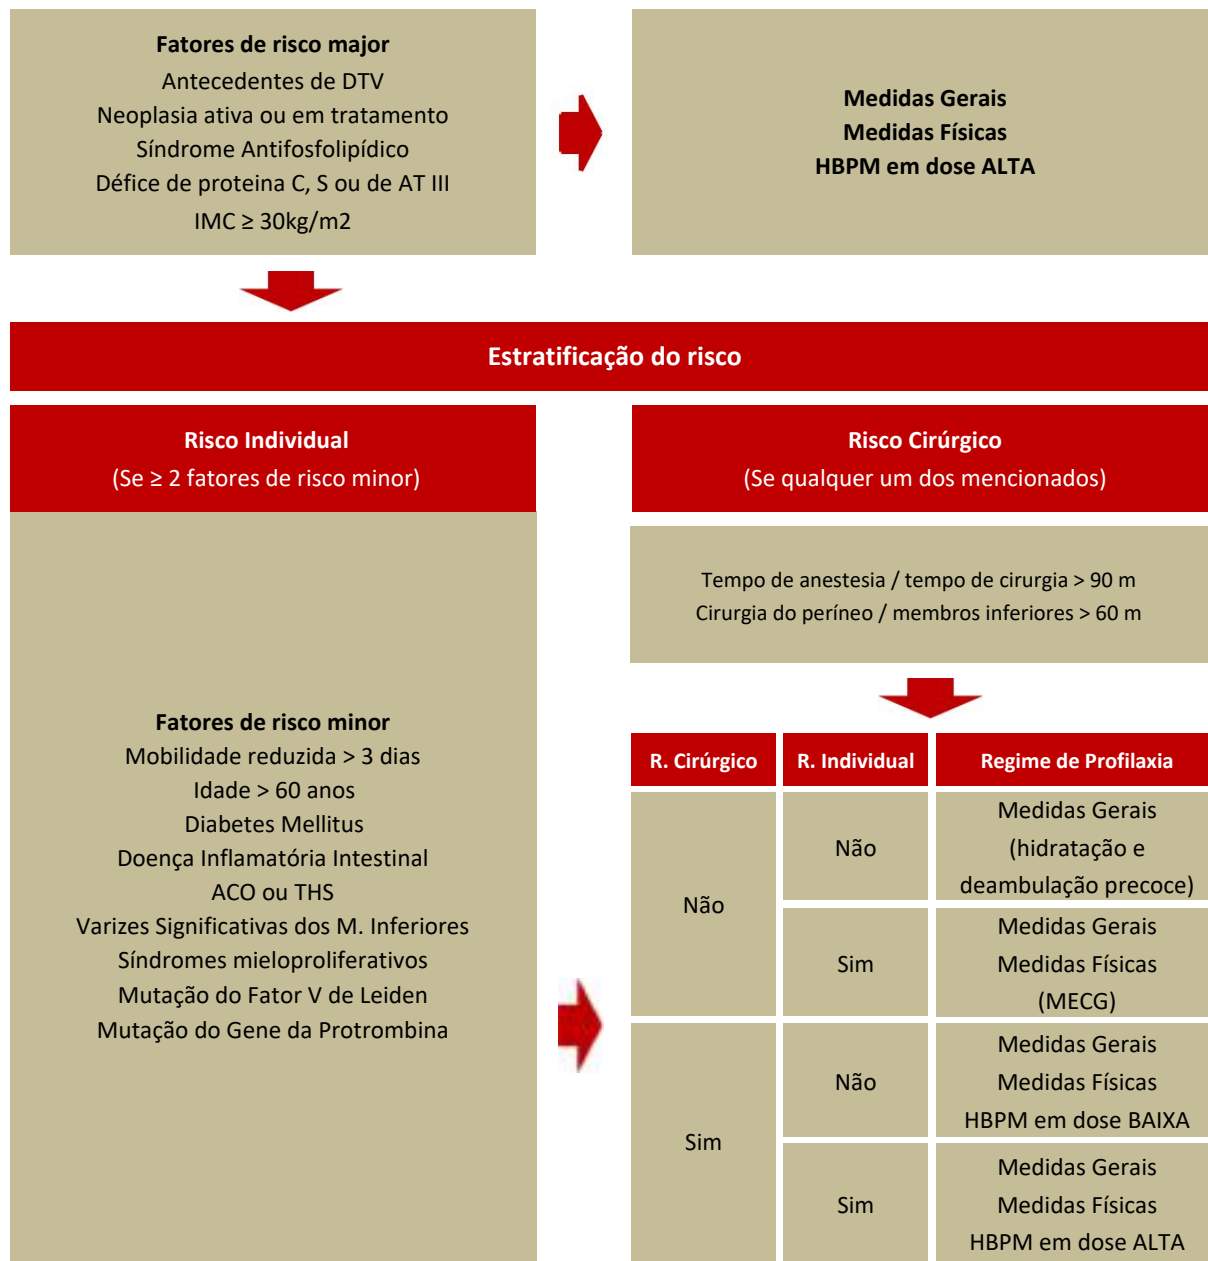 Fatores de risco major
Antecedentes de DTV
Neoplasia ativa ou em tratamento
Síndrome Antifosfolipídico
Défice de proteina C, S ou de AT III
IMC ≥ 30kg/m2
Medidas Gerais
Medidas Físicas
HBPM em dose ALTA
Estratificação do risco
Risco Individual
(Se ≥ 2 fatores de risco minor)
Risco Cirúrgico
(Se qualquer um dos mencionados)
Fatores de risco minor
Mobilidade reduzida > 3 dias
Idade > 60 anos
Diabetes Mellitus
Doença Inflamatória Intestinal
ACO ou THS
Varizes Significativas dos M. Inferiores
Síndromes mieloproliferativos
Mutação do Fator V de Leiden
Mutação do Gene da Protrombina
Tempo de anestesia / tempo de cirurgia > 90 m
Cirurgia do períneo / membros inferiores > 60 m
R. Cirúrgico
R. Individual
Regime de Profilaxia
Não
Não
Medidas Gerais
(hidratação e
deambulação precoce)
Sim
Medidas Gerais
Medidas Físicas
(MECG)
Sim
Não
Medidas Gerais
Medidas Físicas
HBPM em dose BAIXA
Sim
Medidas Gerais
Medidas Físicas
HBPM em dose ALTA